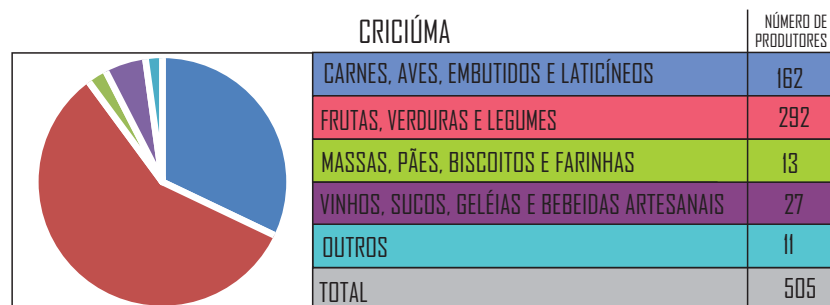 CRICIÚMA
NÚMERO DE
PRODUTORES
CARNES, AVES, EMBUTIDOS E LATICÍNEOS 162
FRUTAS, VERDURAS E LEGUMES 292
MASSAS, PÃES, BISCOITOS E FARINHAS 13
VINHOS, SUCOS, GELÉIAS E BEBEIDAS ARTESANAIS 27
OUTROS 11
TOTAL 505